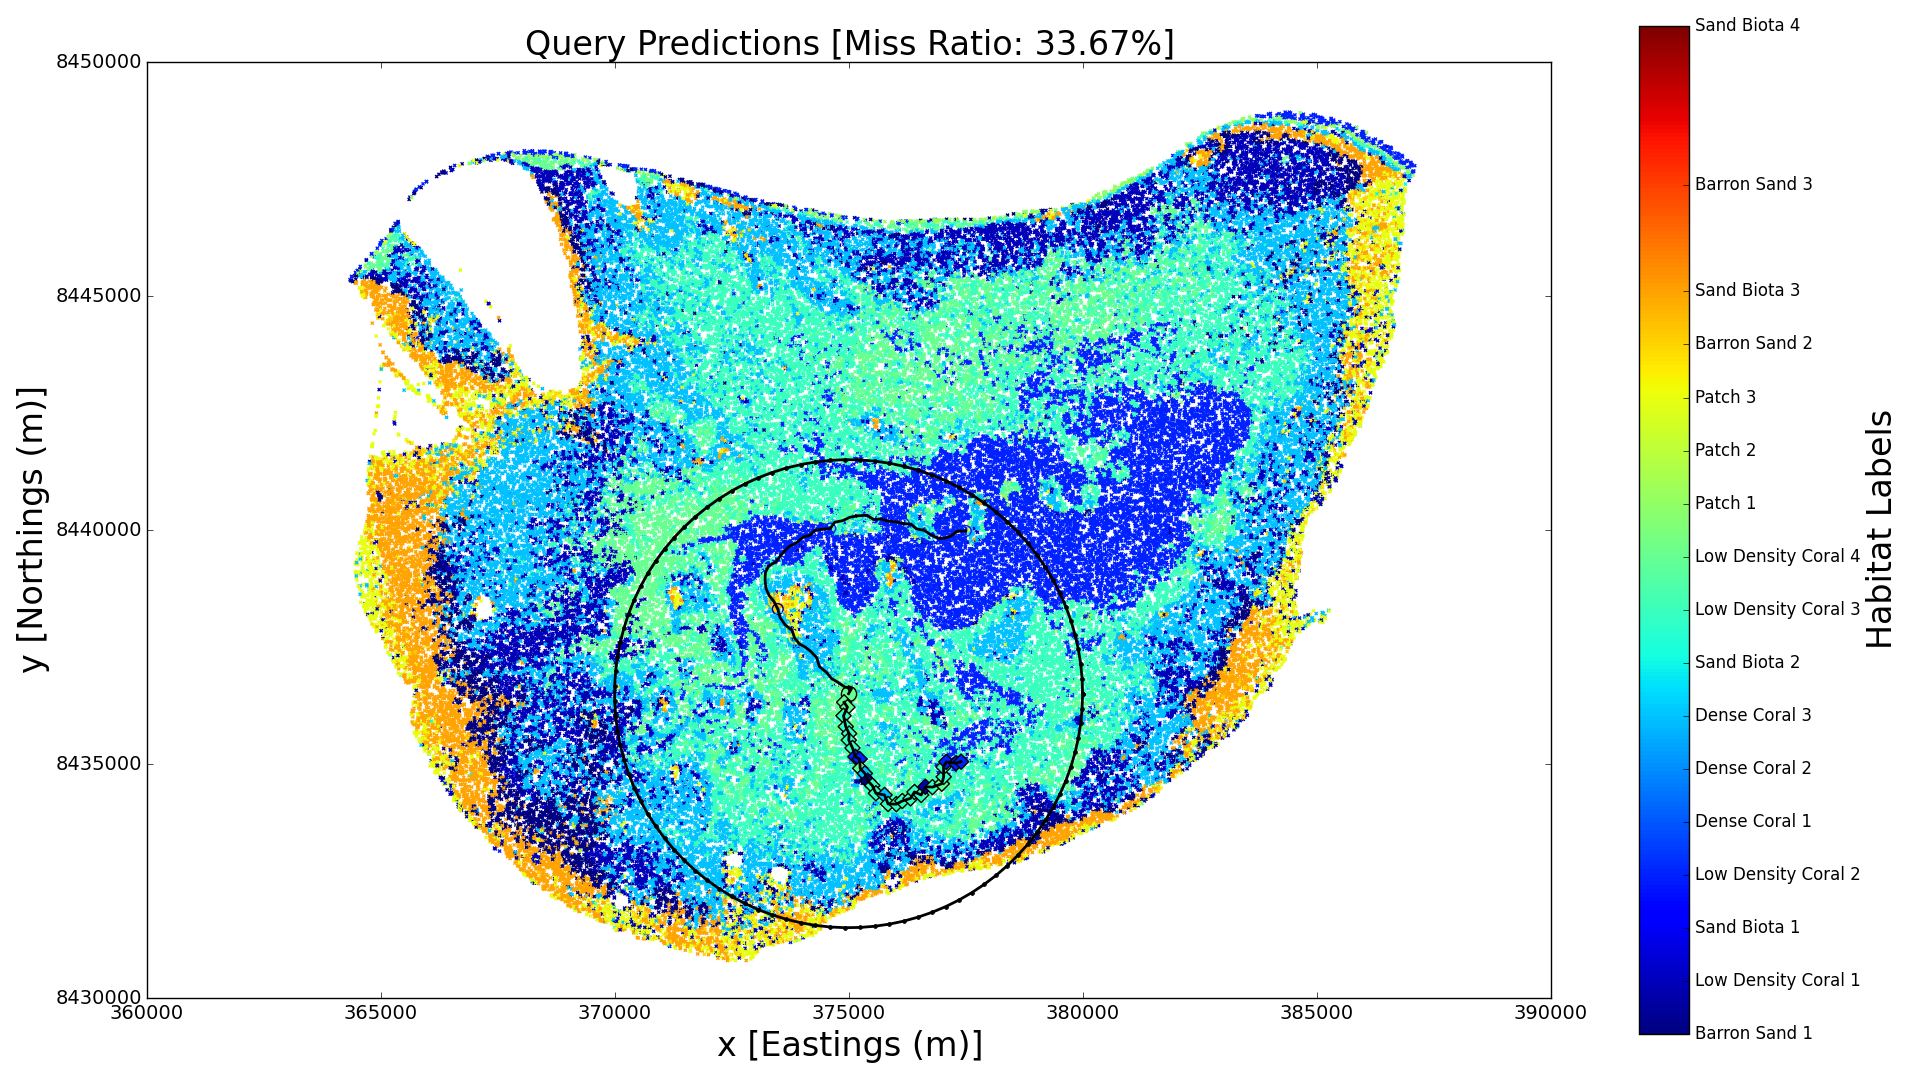 Query Predictions [Miss Ratio: 33.67%]
8450000
8445000
8440000
8435000
8430000
y [Northings (m)]
360000 365000 370000 375000 380000 385000 390000
x [Eastings (m)]
Sand Biota 4
Barron Sand 3
Sand Biota 3
Barron Sand 2
Patch 3
Patch 2
Patch 1
Low Density Coral 4
Low Density Coral 3
Sand Biota 2
Dense Coral 3
Dense Coral 2
Dense Coral 1
Low Density Coral 2
Sand Biota 1
Low Density Coral 1
Barron Sand 1
Habitat Labels